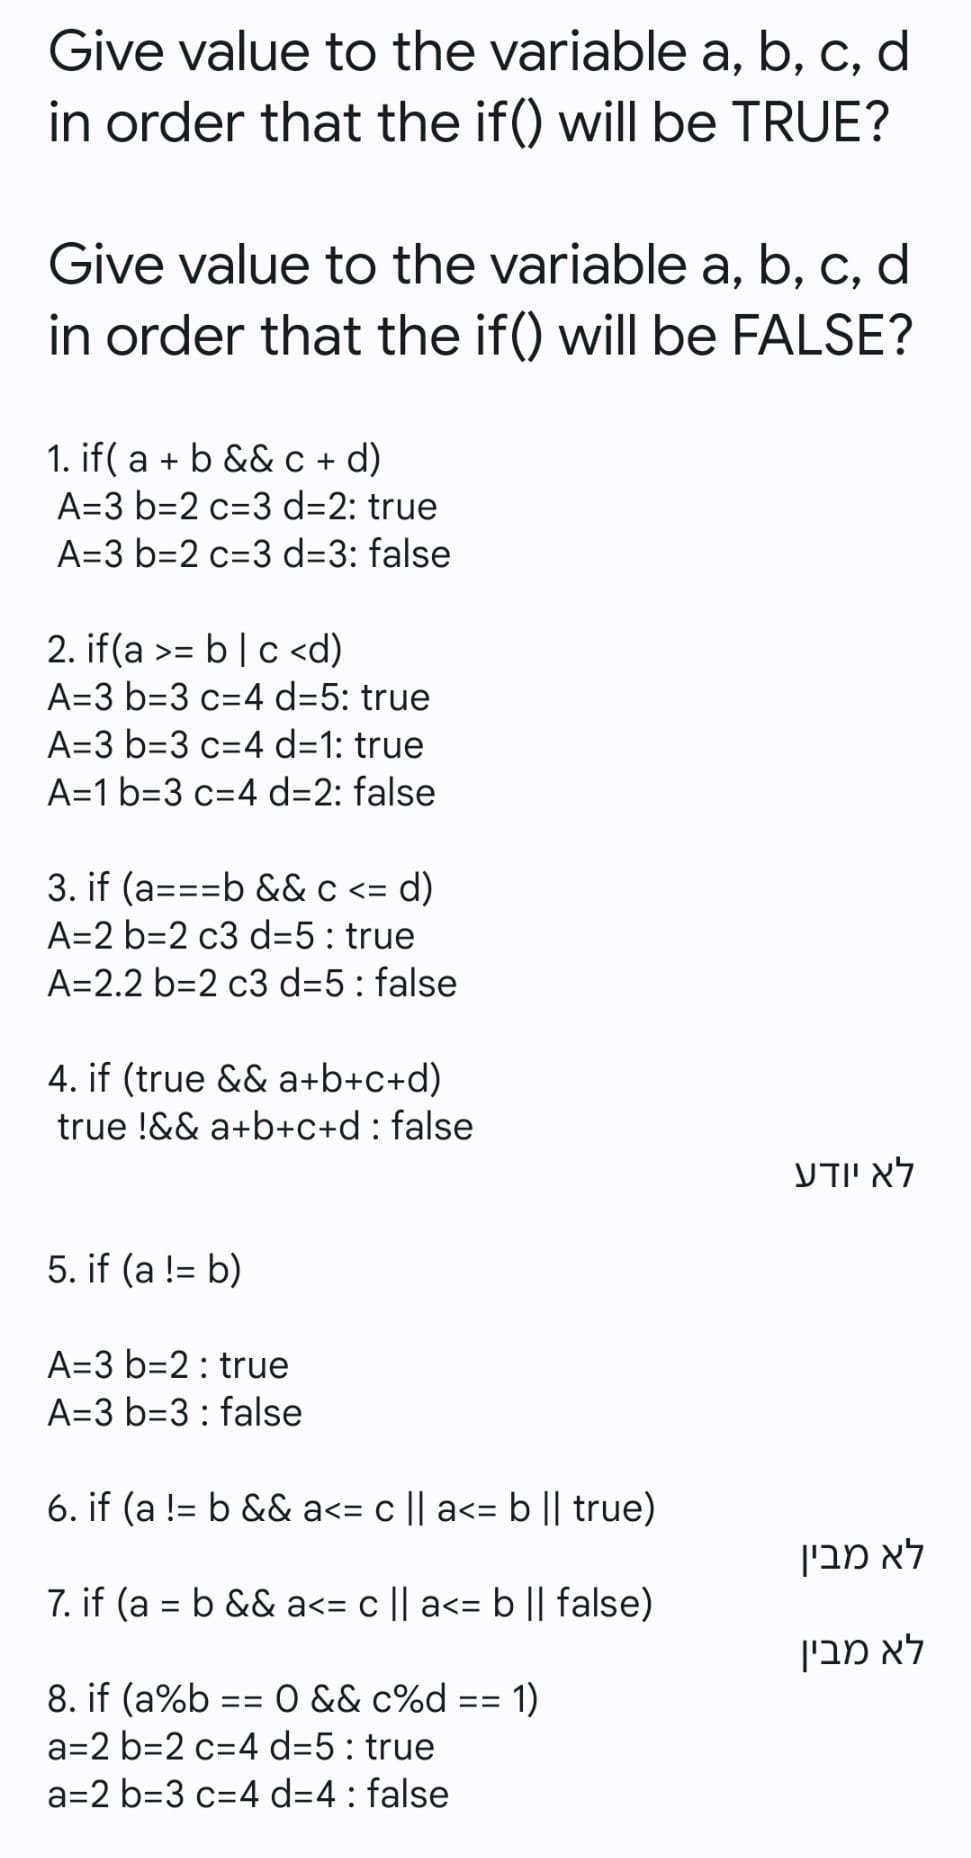 Give value to the variable a, b, c, d
in order that the if() will be TRUE?
Give value to the variable a, b, c, d
in order that the if() will be FALSE?
1. if( a + b && c + d)
A=3 b=2 c=3 d=2: true
A=3 b=2 c=3 d=3: false
2. if(a >= b | c <d)
A=3 b=3 c=4 d=5: true
A=3 b=3 c=4 d=1: true
A=1 b=3 c=4 d=2: false
3. if (a===b && c <= d)
A=2 b=2 c3 d=5 : true
A=2.2 b=2 c3 d=5 : false
4. if (true && a+b+c+d)
true !&& a+b+c+d : false
לא יודע
5. if (a != b)
A=3 b=2 : true
A=3 b=3 : false
6. if (a != b && a<= c || a<= b || true)
לא מבין
7. if (a = b && a<= c || a<= b || false)
לא מבין
8. if (a%b == 0 && c%d == 1)
a=2 b=2 c=4 d=5 : true
a=2 b=3 c=4 d=4 : false